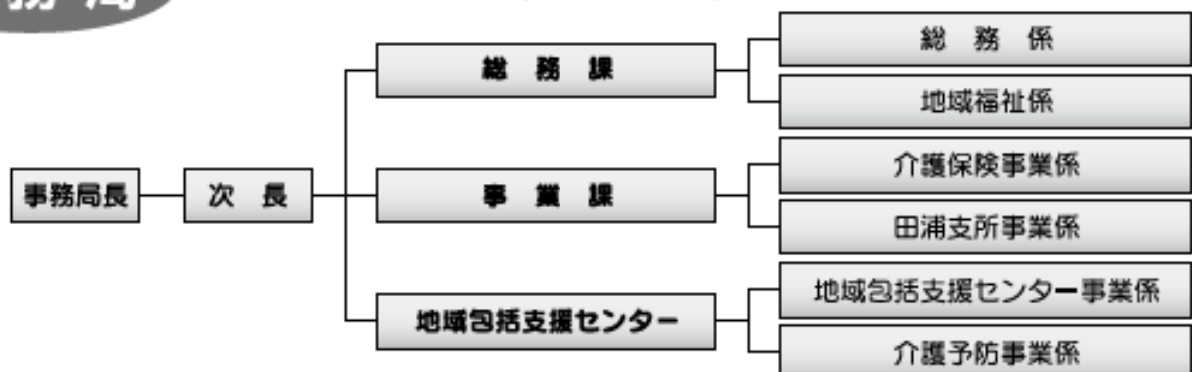 務局
総務課
総務係
地域福祉係
事務局長
次長
事業課
介護保険事業係
田浦支所事業係
地域包括支援センター
地域包括支援センター事業係
介護予防事業係